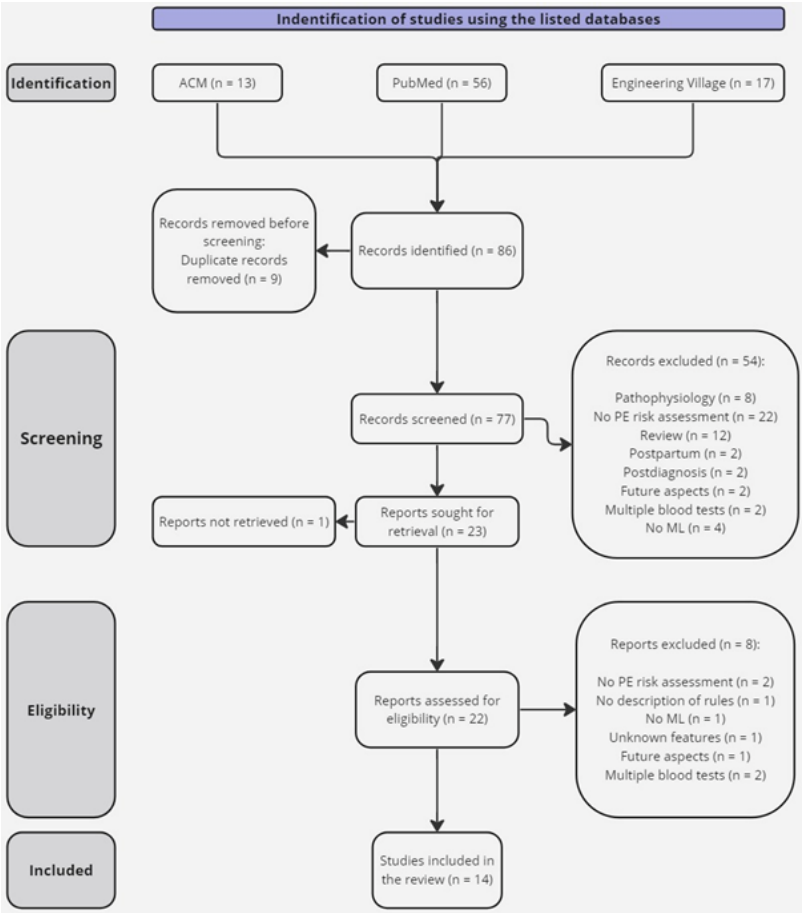 Indentification of studies using the listed databases
Identification
ACM (n = 13)
PubMed (n = 56)
Engineering Village (n = 17)
Records removed before
screening:
Duplicate records
removed (n = 9)
Records identified (n = 86)
Screening
Records screened (n = 77)
Records excluded (n = 54):
Pathophysiology (n = 8)
No PE risk assessment (n = 22)
Review (n = 12)
Postpartum (n = 2)
Postdiagnosis (n = 2)
Future aspects (n = 2)
Multiple blood tests (n = 2)
No ML (n = 4)
Reports not retrieved (n = 1)
Reports sought for
retrieval (n = 23)
Eligibility
Reports assessed for
eligibility (n = 22)
Reports excluded (n = 8):
No PE risk assessment (n = 2)
No description of rules (n = 1)
No ML (n = 1)
Unknown features (n = 1)
Future aspects (n = 1)
Multiple blood tests (n = 2)
Included
Studies included in
the review (n = 14)